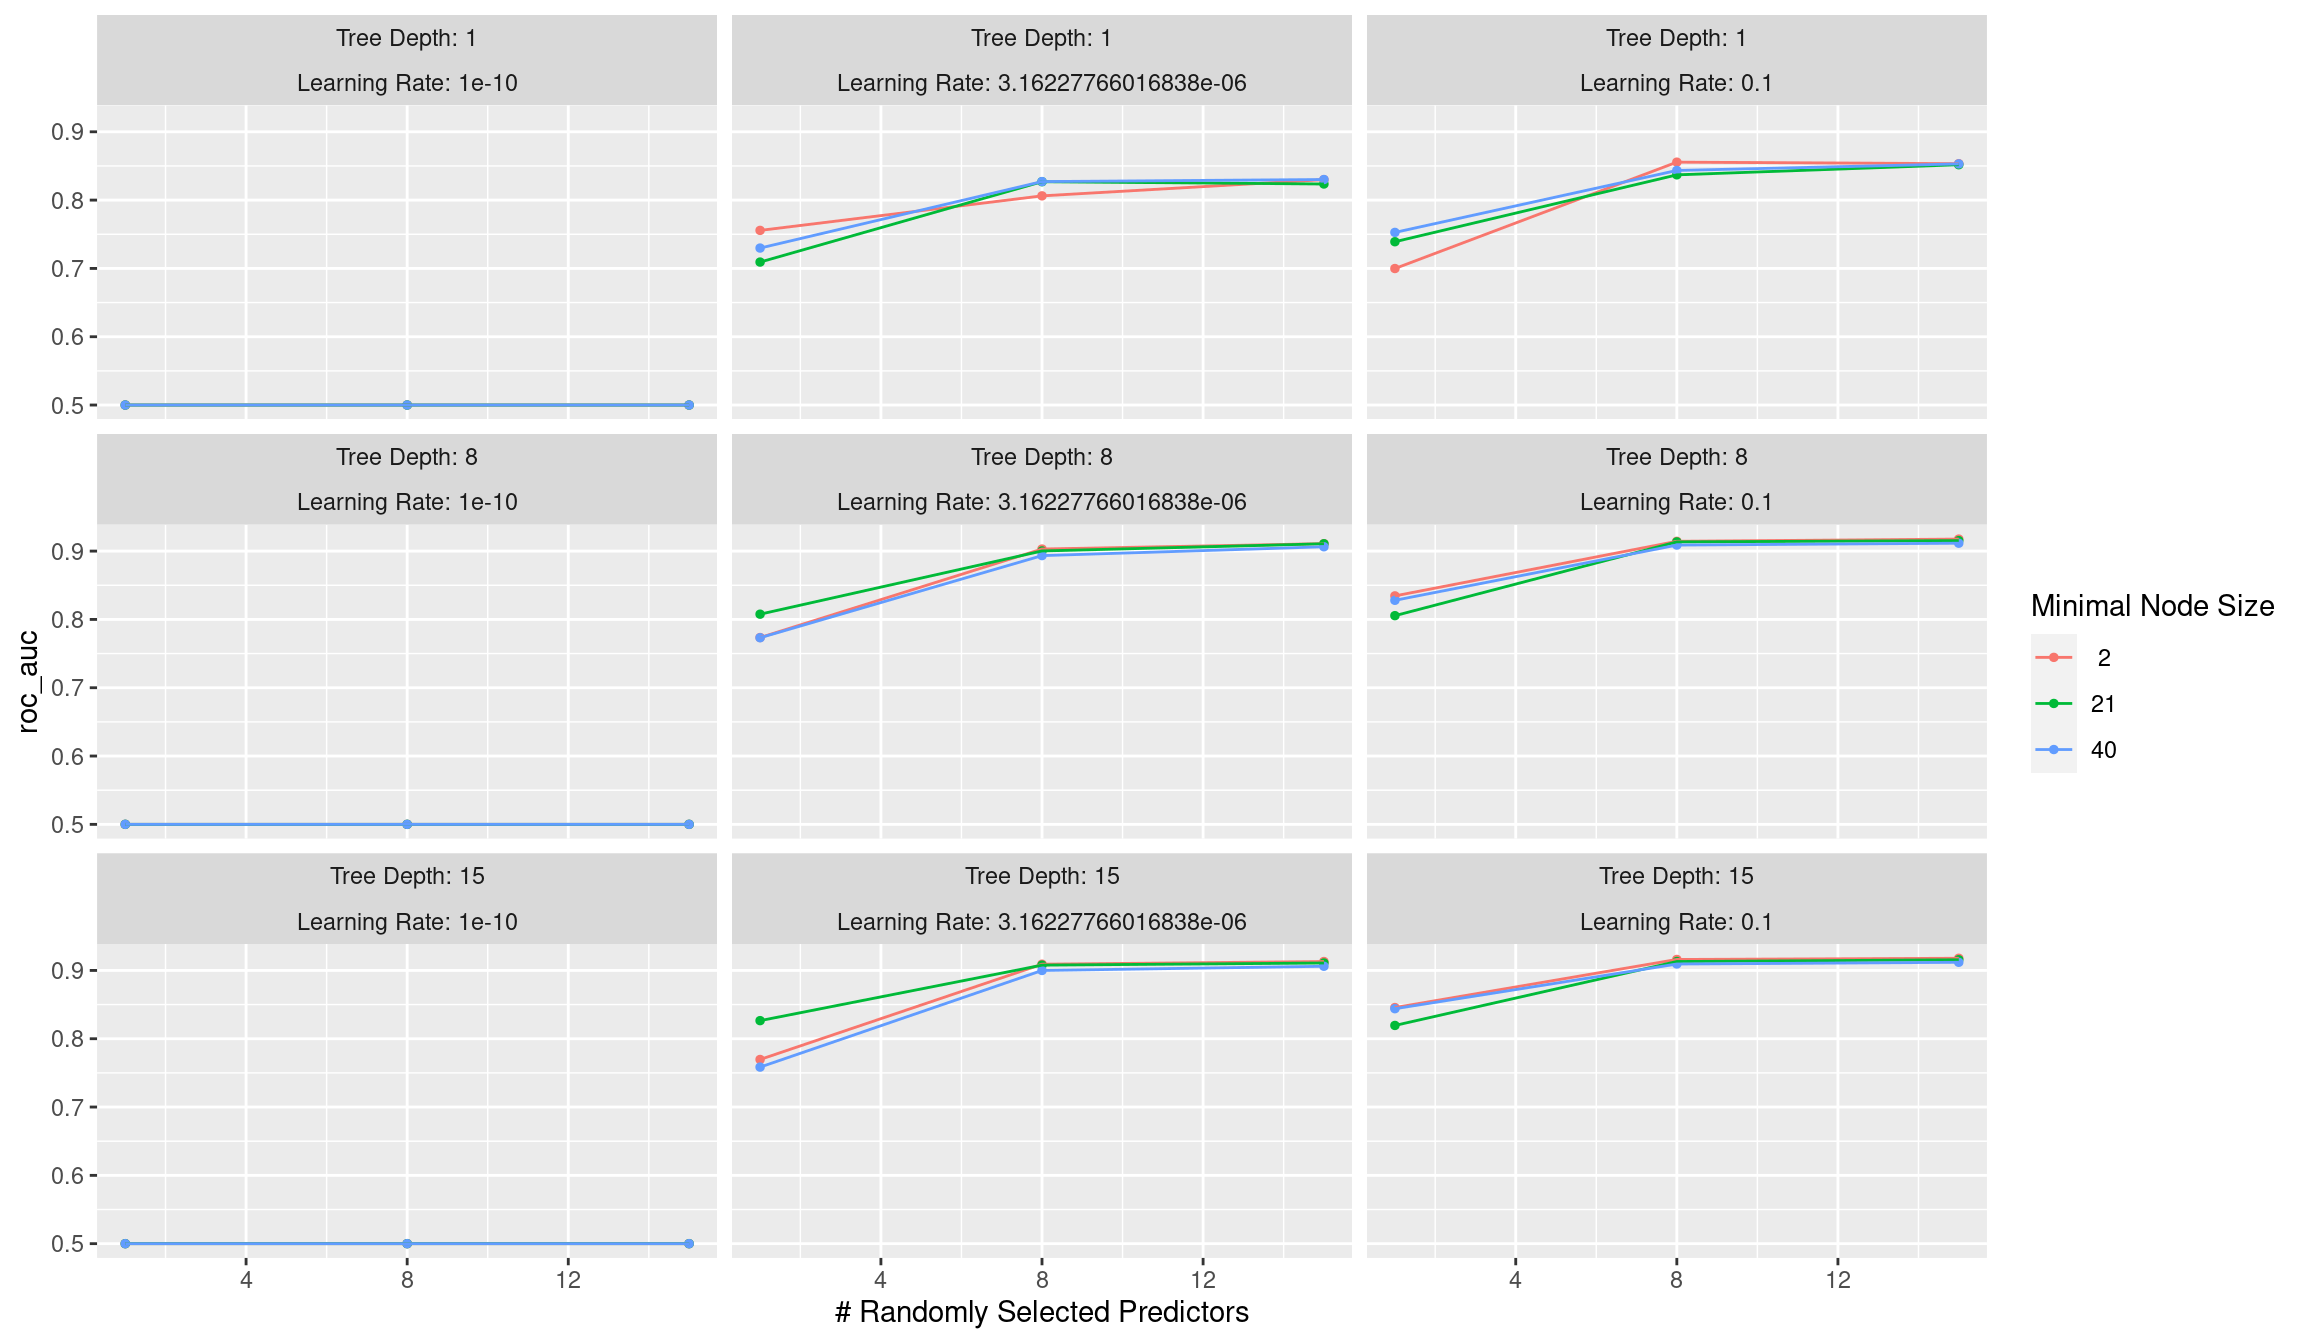 Tree Depth: 1
Learning Rate: 1e-10
Tree Depth: 1
Learning Rate: 3.16227766016838e-06
Tree Depth: 1
Learning Rate: 0.1
0.9
0.8
0.7
0.6
0.5
Tree Depth: 8
Learning Rate: 1e-10
Tree Depth: 8
Learning Rate: 3.16227766016838e-06
Tree Depth: 8
Learning Rate: 0.1
0.9
0.8
0.7
0.6
0.5
Tree Depth: 15
Learning Rate: 1e-10
Tree Depth: 15
Learning Rate: 3.16227766016838e-06
Tree Depth: 15
Learning Rate: 0.1
0.9
0.8
0.7
0.6
0.5
4 8 12
4 8 12
4 8 12
# Randomly Selected Predictors
roc_auc
Minimal Node Size
2
21
40